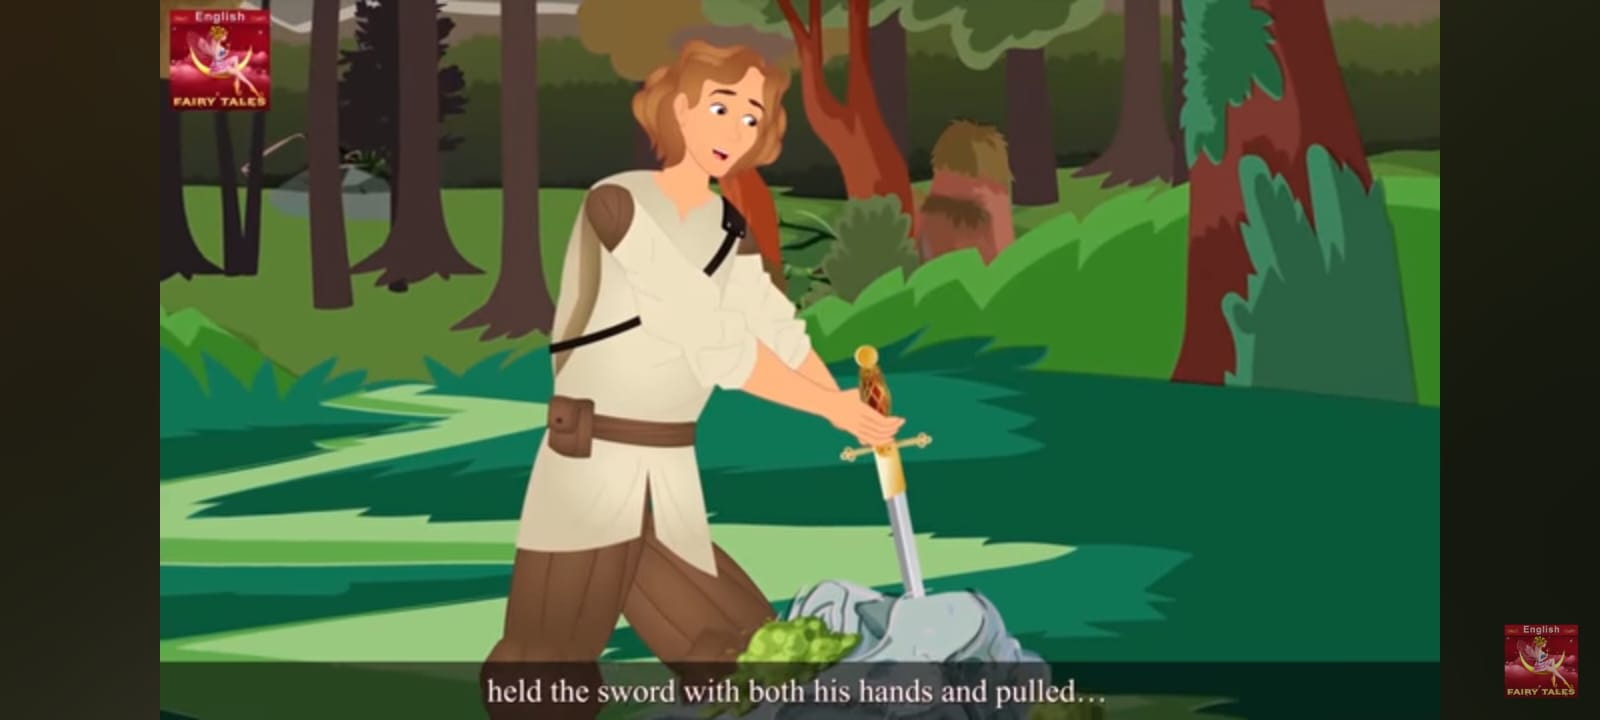 English
FAIRY TALES
held the sword with both his hands and pulled...
English
FAIRY TALES